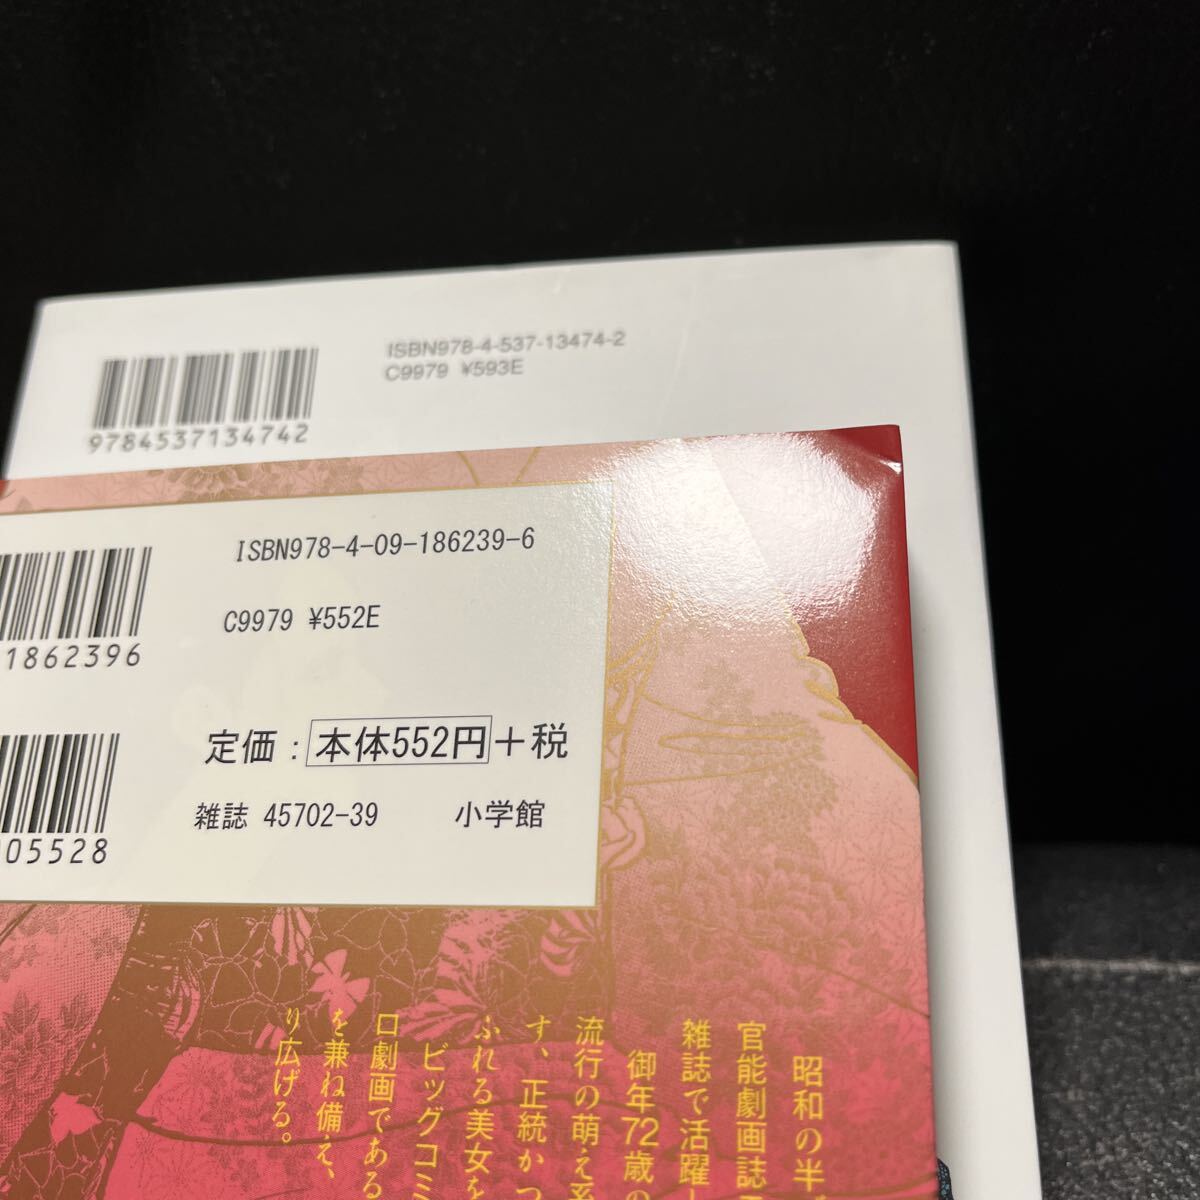 ISBN978-4-537-13474-2
C9979 ¥593E
9784537134742
ISBN978-4-09-186239-6
C9979 ¥552E
1862396
定価:本体552円+税
雑誌 45702-39 小学館
05528
昭和の半
官能劇画誌
雑誌で活躍
御年72歳の
流行の萌え系
す、正統かつ
ふれる美女を
ビッグコミ
口劇画である
を兼ね備え、
り広げる。